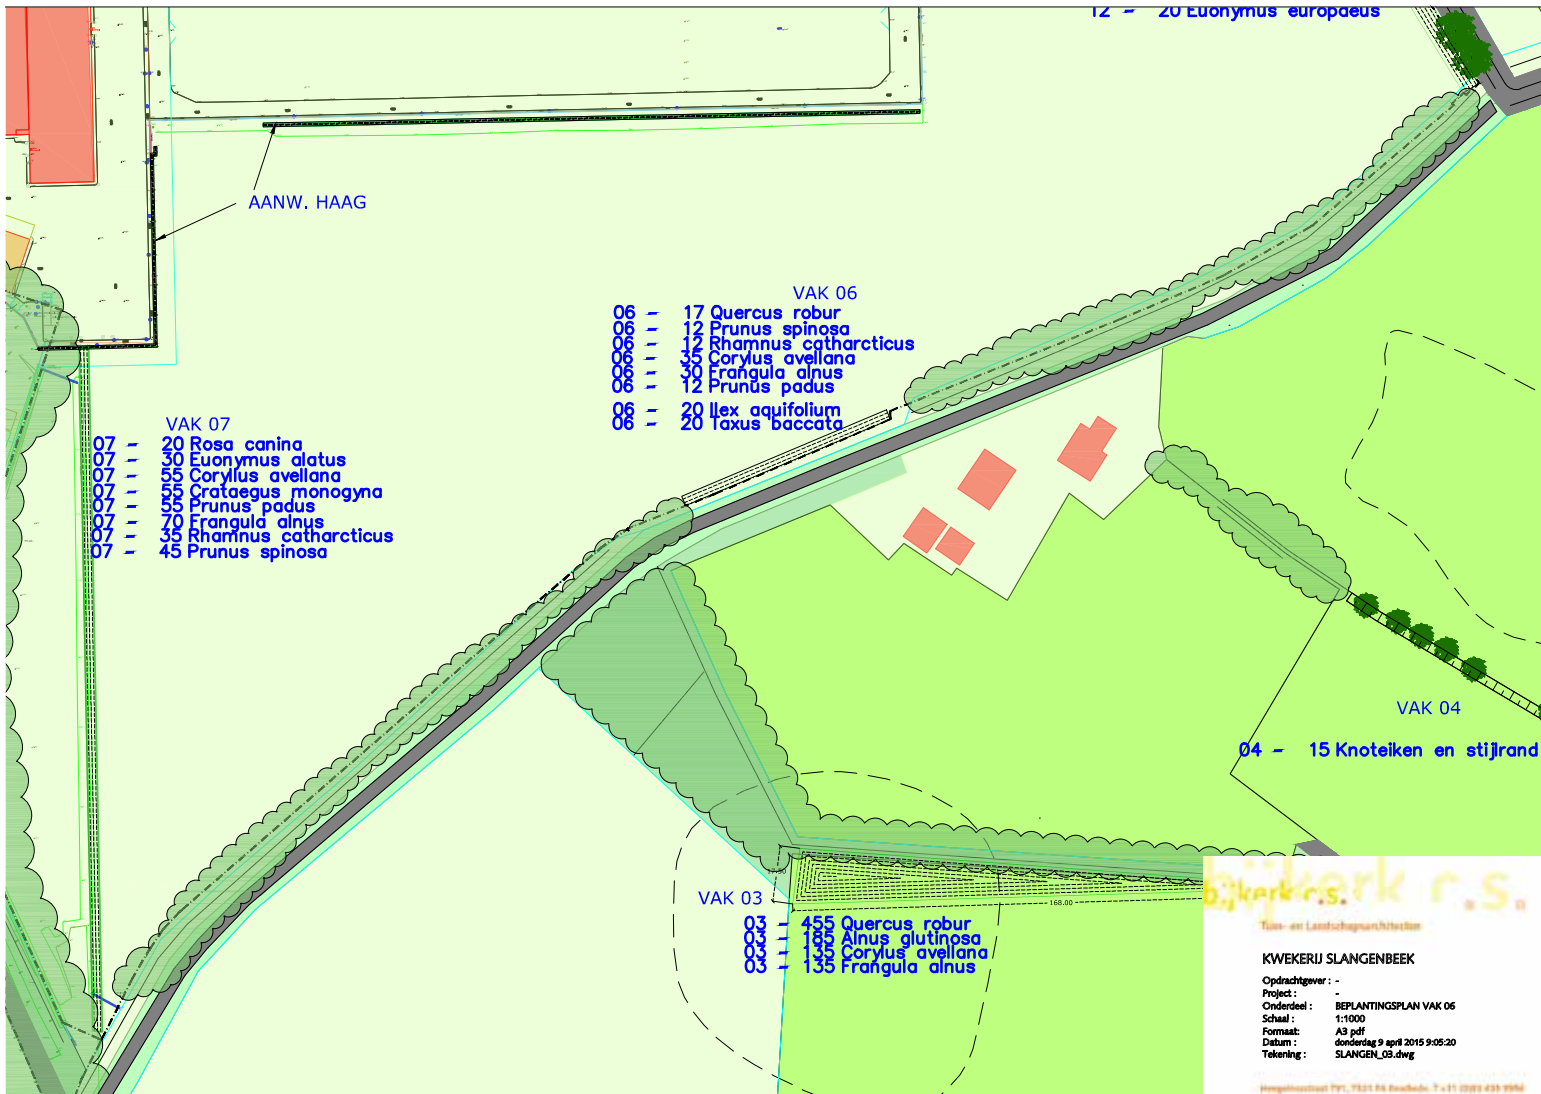 12 - 20 Euonymus europaeus
AANW. HAAG
VAK 06
06 - 17 Quercus robur
06 - 12 Prunus spinosa
06 - 12 Rhamnus catharcticus
06 - 35 Corylus avellana
06 - 30 Frangula alnus
06 - 12 Prunus padus
06 - 20 Ilex aquifolium
06 - 20 Taxus baccata
VAK 07
07 - 20 Rosa canina
07 - 30 Euonymus alatus
07 - 55 Coryllus avellana
07 - 55 Crataegus monogyna
07 - 55 Prunus padus
07 - 70 Frangula alnus
07 - 35 Rhamnus catharcticus
07 - 45 Prunus spinosa
VAK 04
04 - 15 Knoteiken en stijlrand
168.00
VAK 03
03 - 455 Quercus robur
03 - 185 Alnus glutinosa
03 - 135 Corylus avellana
03 - 135 Frangula alnus
bijkerk r.s.
bijkerk r.s.
Tuin- en Landschapsarchitecten
KWEKERIJ SLANGENBEEK
Opdrachtgever : -
Project : -
Onderdeel : BEPLANTINGSPLAN VAK 06
Schaal : 1:1000
Formaat: A3 pdf
Datum : donderdag 9 april 2015 9:05:20
Tekening : SLANGEN_03.dwg